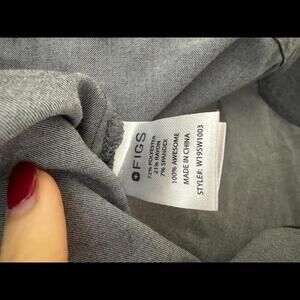 FIGS
72% POLYESTER
21% RAYON
7% SPANDEX
100% AWESOME
MADE IN CHINA
STYLE#: W19SW1003